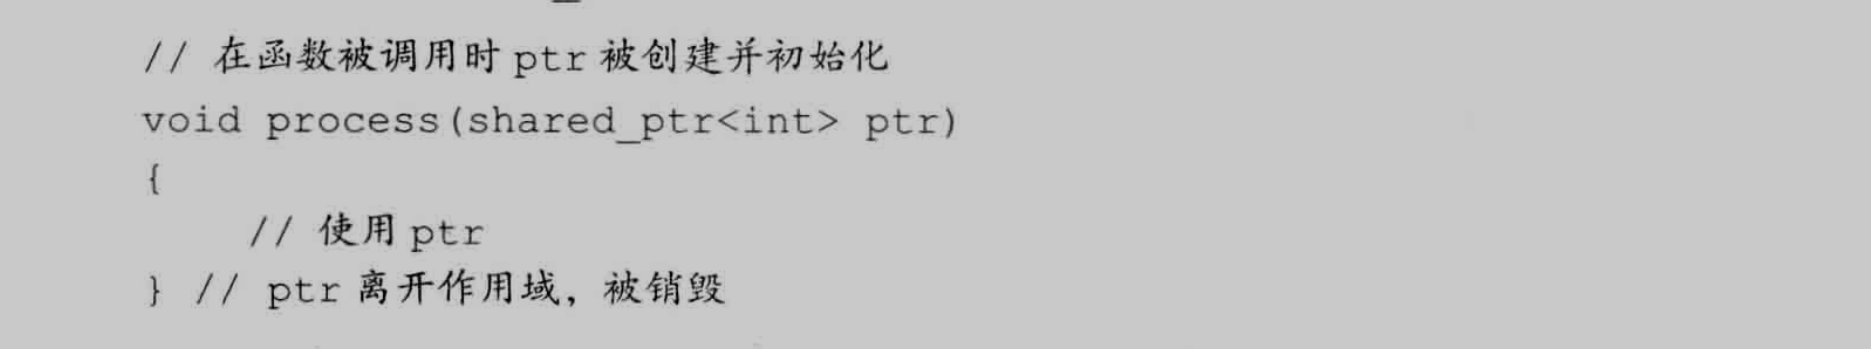 // 在函数被调用时 ptr 被创建并初始化
void process(shared_ptr<int> ptr)
{
// 使用 ptr
} // ptr 离开作用域，被销毁